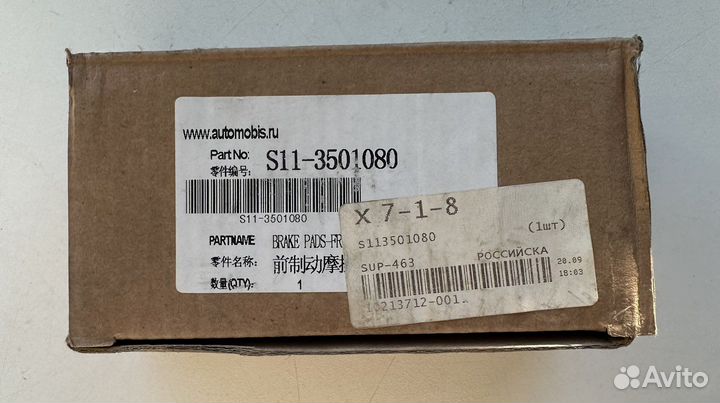 www.automobis.ru
Part No: S11-3501080
零件编号:
S11-3501080
PARTNAME BRAKE PADS-FR
零件名称: 前制动摩
数量(QTY): 1
X 7-1-8
s113501080 (1шт)
SUP-463 РОССИЙСКА 20.09
18:03
10213712-001
Avito